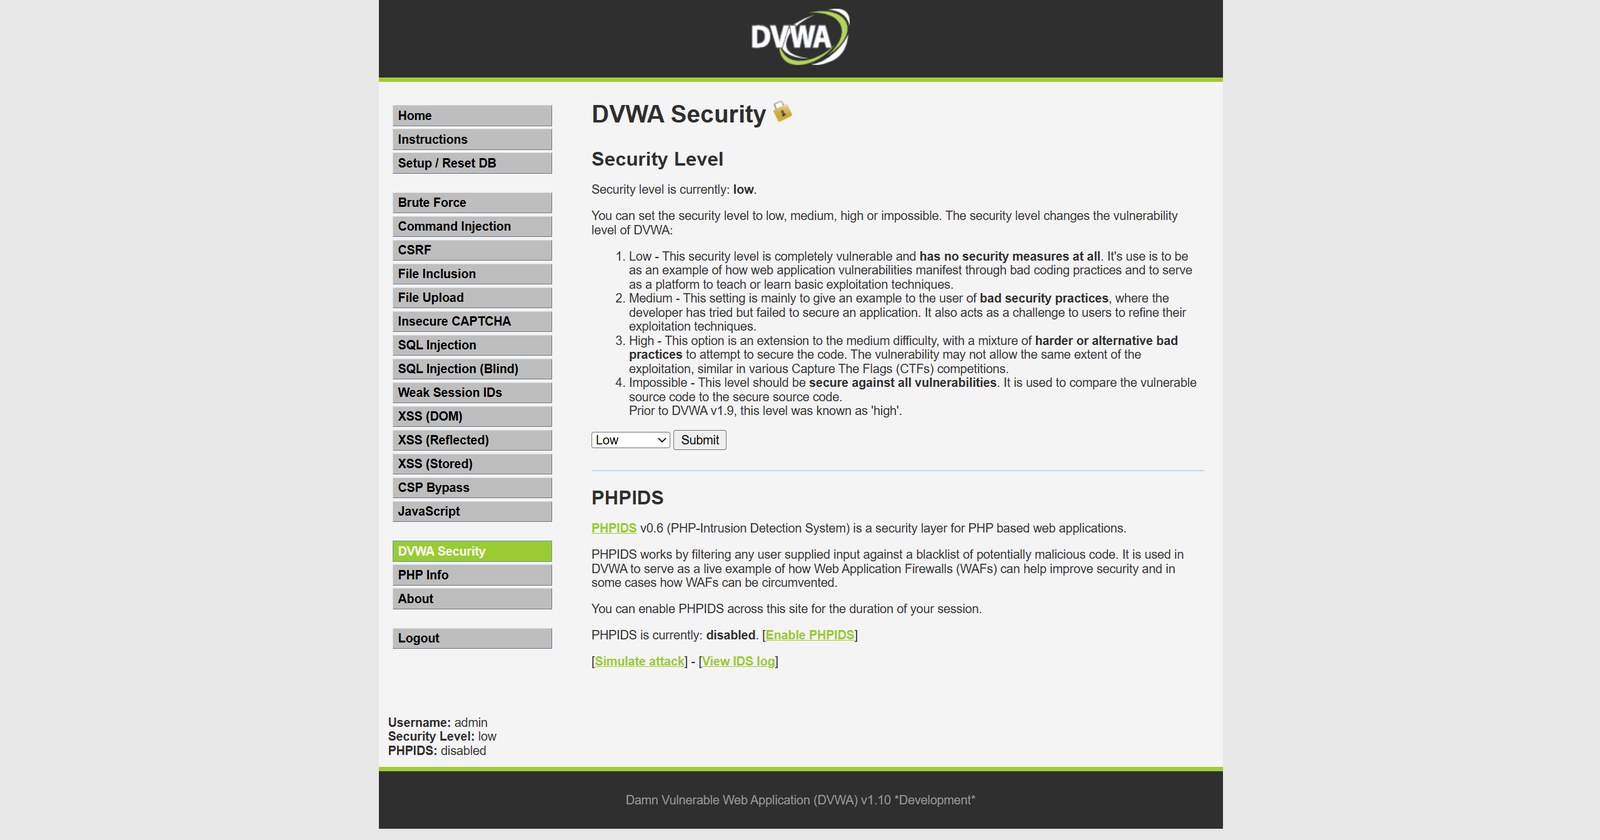 DVWA
Home
Instructions
Setup / Reset DB
Brute Force
Command Injection
CSRF
File Inclusion
File Upload
Insecure CAPTCHA
SQL Injection
SQL Injection (Blind)
Weak Session IDs
XSS (DOM)
XSS (Reflected)
XSS (Stored)
CSP Bypass
JavaScript
DVWA Security
PHP Info
About
Logout
DVWA Security
Security Level
Security level is currently: low.
You can set the security level to low, medium, high or impossible. The security level changes the vulnerability
level of DVWA:
1. Low - This security level is completely vulnerable and has no security measures at all. It's use is to be
as an example of how web application vulnerabilities manifest through bad coding practices and to serve
as a platform to teach or learn basic exploitation techniques.
2. Medium - This setting is mainly to give an example to the user of bad security practices, where the
developer has tried but failed to secure an application. It also acts as a challenge to users to refine their
exploitation techniques.
3. High - This option is an extension to the medium difficulty, with a mixture of harder or alternative bad
practices to attempt to secure the code. The vulnerability may not allow the same extent of the
exploitation, similar in various Capture The Flags (CTFs) competitions.
4. Impossible - This level should be secure against all vulnerabilities. It is used to compare the vulnerable
source code to the secure source code.
Prior to DVWA v1.9, this level was known as 'high'.
Low Submit
PHPIDS
PHPIDS v0.6 (PHP-Intrusion Detection System) is a security layer for PHP based web applications.
PHPIDS works by filtering any user supplied input against a blacklist of potentially malicious code. It is used in
DVWA to serve as a live example of how Web Application Firewalls (WAFs) can help improve security and in
some cases how WAFs can be circumvented.
You can enable PHPIDS across this site for the duration of your session.
PHPIDS is currently: disabled. [Enable PHPIDS]
[Simulate attack] - [View IDS log]
Username: admin
Security Level: low
PHPIDS: disabled
Damn Vulnerable Web Application (DVWA) v1.10 *Development*